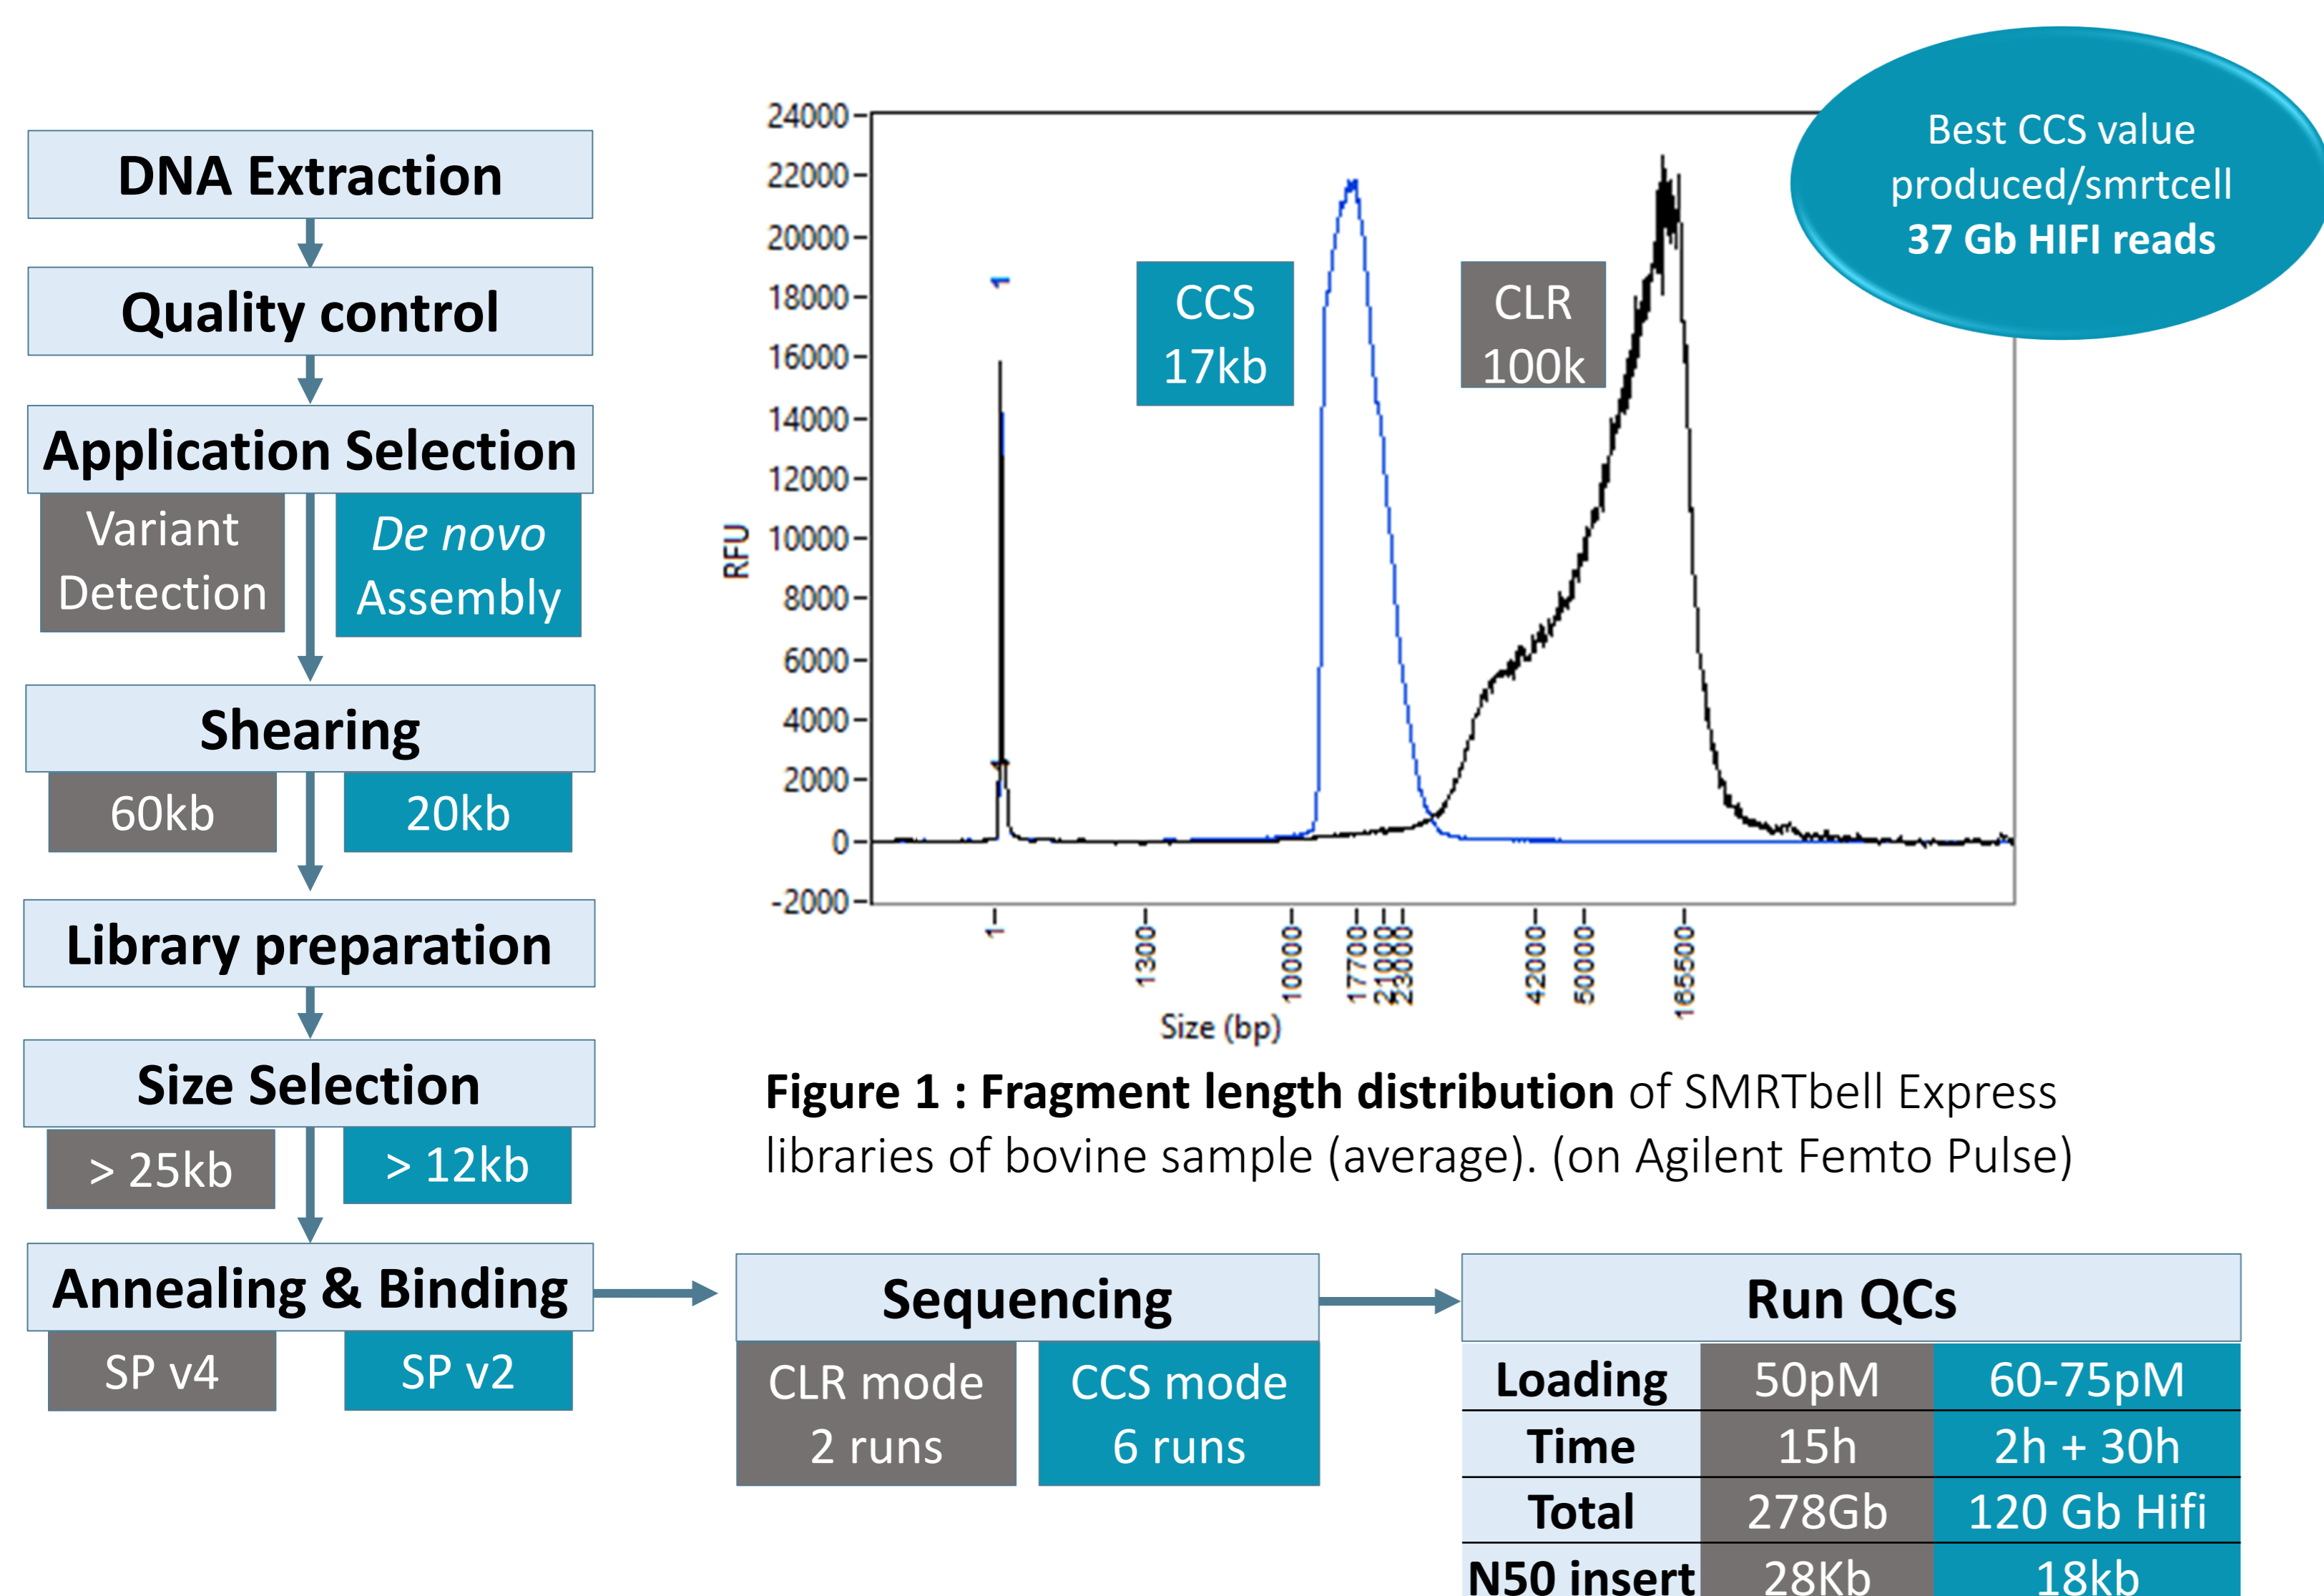 DNA Extraction
Quality control
Application Selection
Variant
Detection
De novo
Assembly
Shearing
60kb
20kb
Library preparation
Size Selection
> 25kb
> 12kb
Annealing & Binding
SP v4
SP v2
24000
22000
20000
18000
16000
14000
12000
10000
8000
6000
4000
2000
0
-2000
RFU
1
1
CCS
17kb
CLR
100k
1
1300
10000
17700
21000
23000
42000
50000
165500
Size (bp)
Best CCS value
produced/smrtcell
37 Gb HIFI reads
Figure 1 : Fragment length distribution of SMRTbell Express
libraries of bovine sample (average). (on Agilent Femto Pulse)
Sequencing
CLR mode
2 runs
CCS mode
6 runs
Run QCs
Loading 50pM 60-75pM
Time 15h 2h + 30h
Total 278Gb 120 Gb Hifi
N50 insert 28Kb 18kb